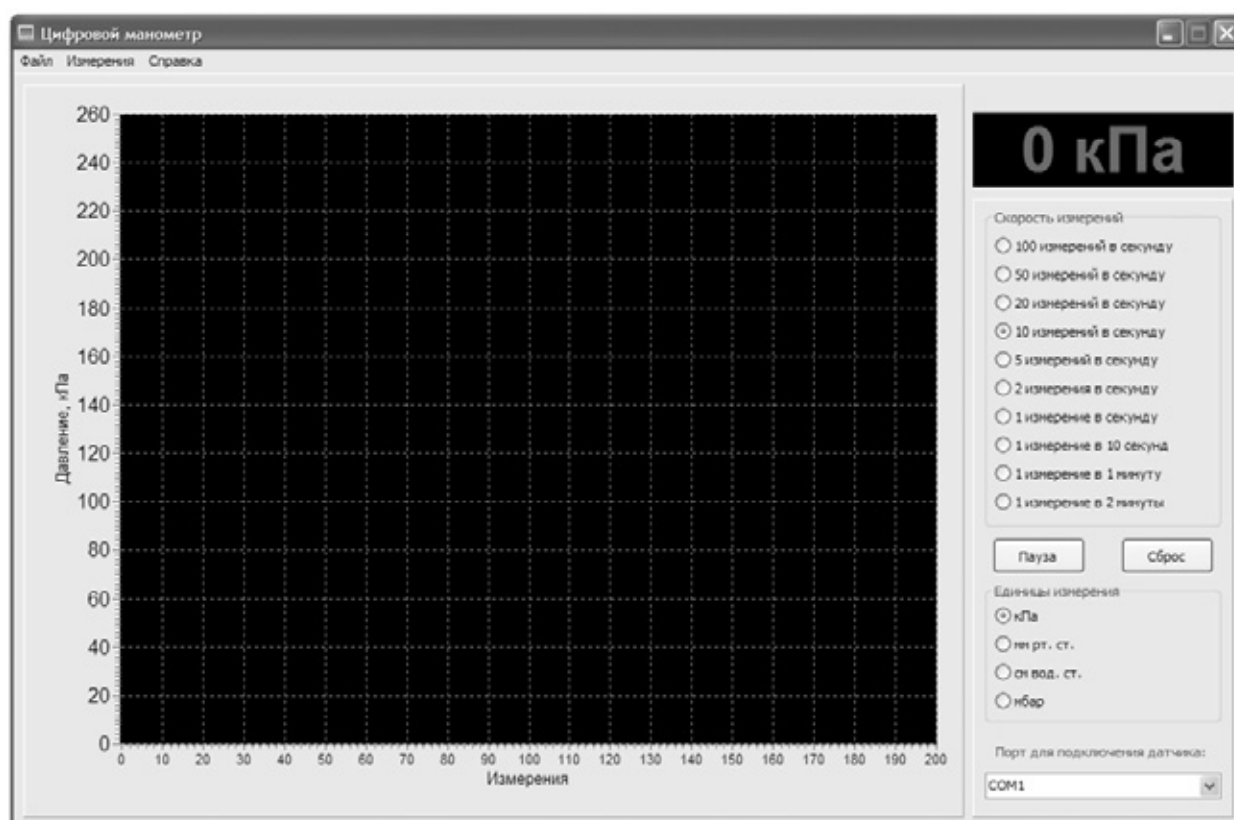 Цифровой манометр
Файл Измерения Справка
260
240
220
200
180
160
140
120
100
80
60
40
20
0
Давление, кПа
0 10 20 30 40 50 60 70 80 90 100 110 120 130 140 150 160 170 180 190 200
Измерения
0 кПа
Скорость измерений
100 измерений в секунду
50 измерений в секунду
20 измерений в секунду
10 измерений в секунду
5 измерений в секунду
2 измерения в секунду
1 измерение в секунду
1 измерение в 10 секунд
1 измерение в 1 минуту
1 измерение в 2 минуты
Пауза Сброс
Единицы измерения
кПа
мм рт. ст.
см вод. ст.
мбар
Порт для подключения датчика:
COM1